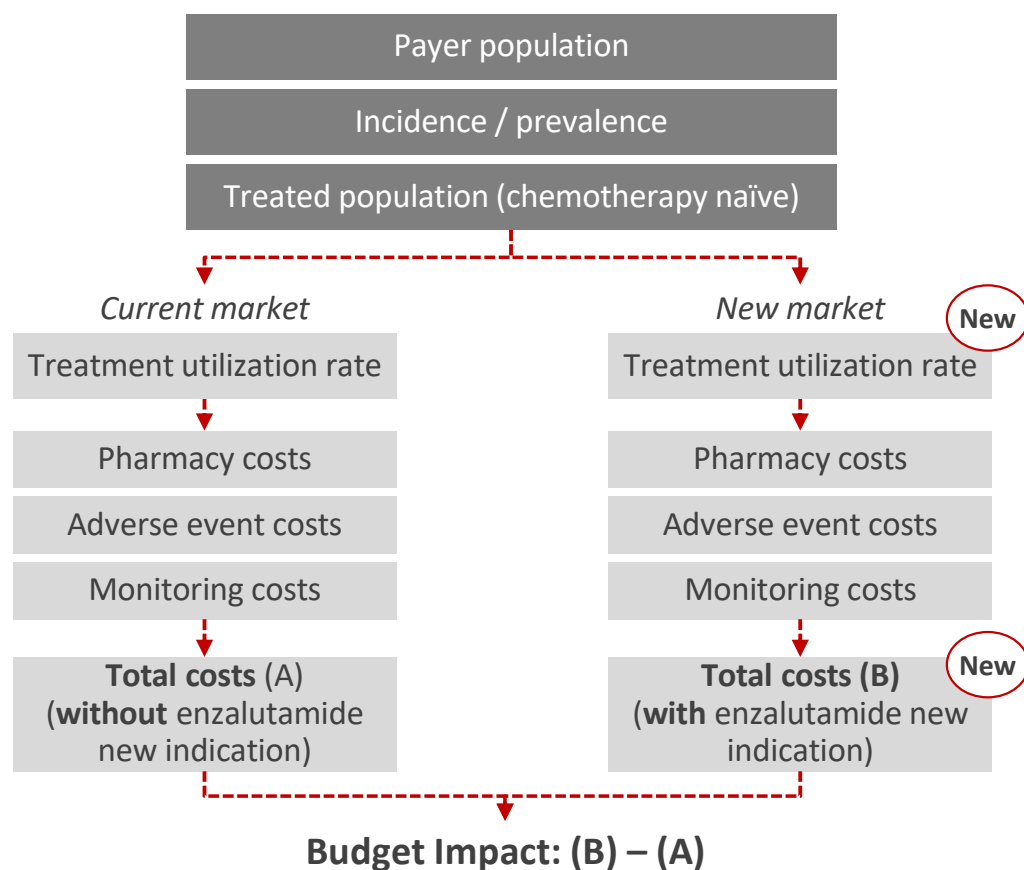 Payer population
Incidence / prevalence
Treated population (chemotherapy naïve)
Current market
Treatment utilization rate
Pharmacy costs
Adverse event costs
Monitoring costs
Total costs (A)
(without enzalutamide
new indication)
New market
New
Treatment utilization rate
Pharmacy costs
Adverse event costs
Monitoring costs
New
Total costs (B)
(with enzalutamide new
indication)
Budget Impact: (B) – (A)